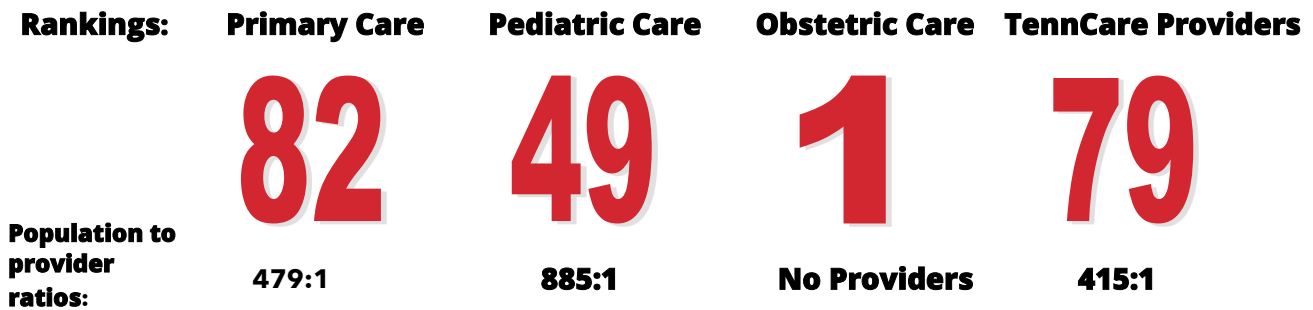 Rankings: Primary Care Pediatric Care Obstetric Care TennCare Providers
82 49 1 79
Population to
provider
ratios:
479:1 885:1 No Providers 415:1